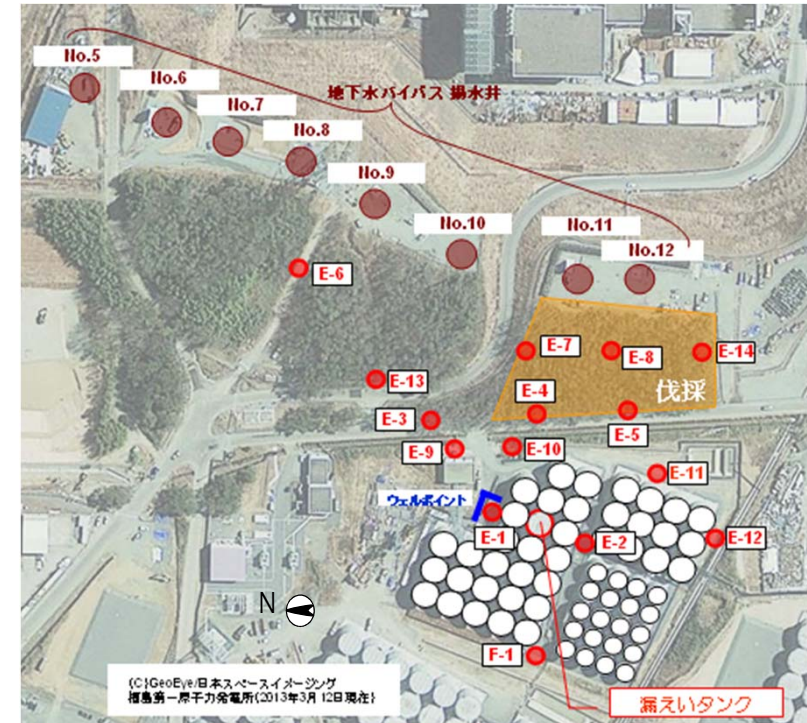 No.5
No.6
No.7
No.8
No.9
No.10
No.11
No.12
地下水バイパス 揚水井
E-6
E-7
E-8
E-14
伐採
E-13
E-4
E-3
E-5
E-9
E-10
E-11
ウェルポイント
E-1
E-2
E-12
N
F-1
(C)GeoEye/日本スペースイメージング
福島第一原子力発電所(2013年3月12日現在)
漏えいタンク